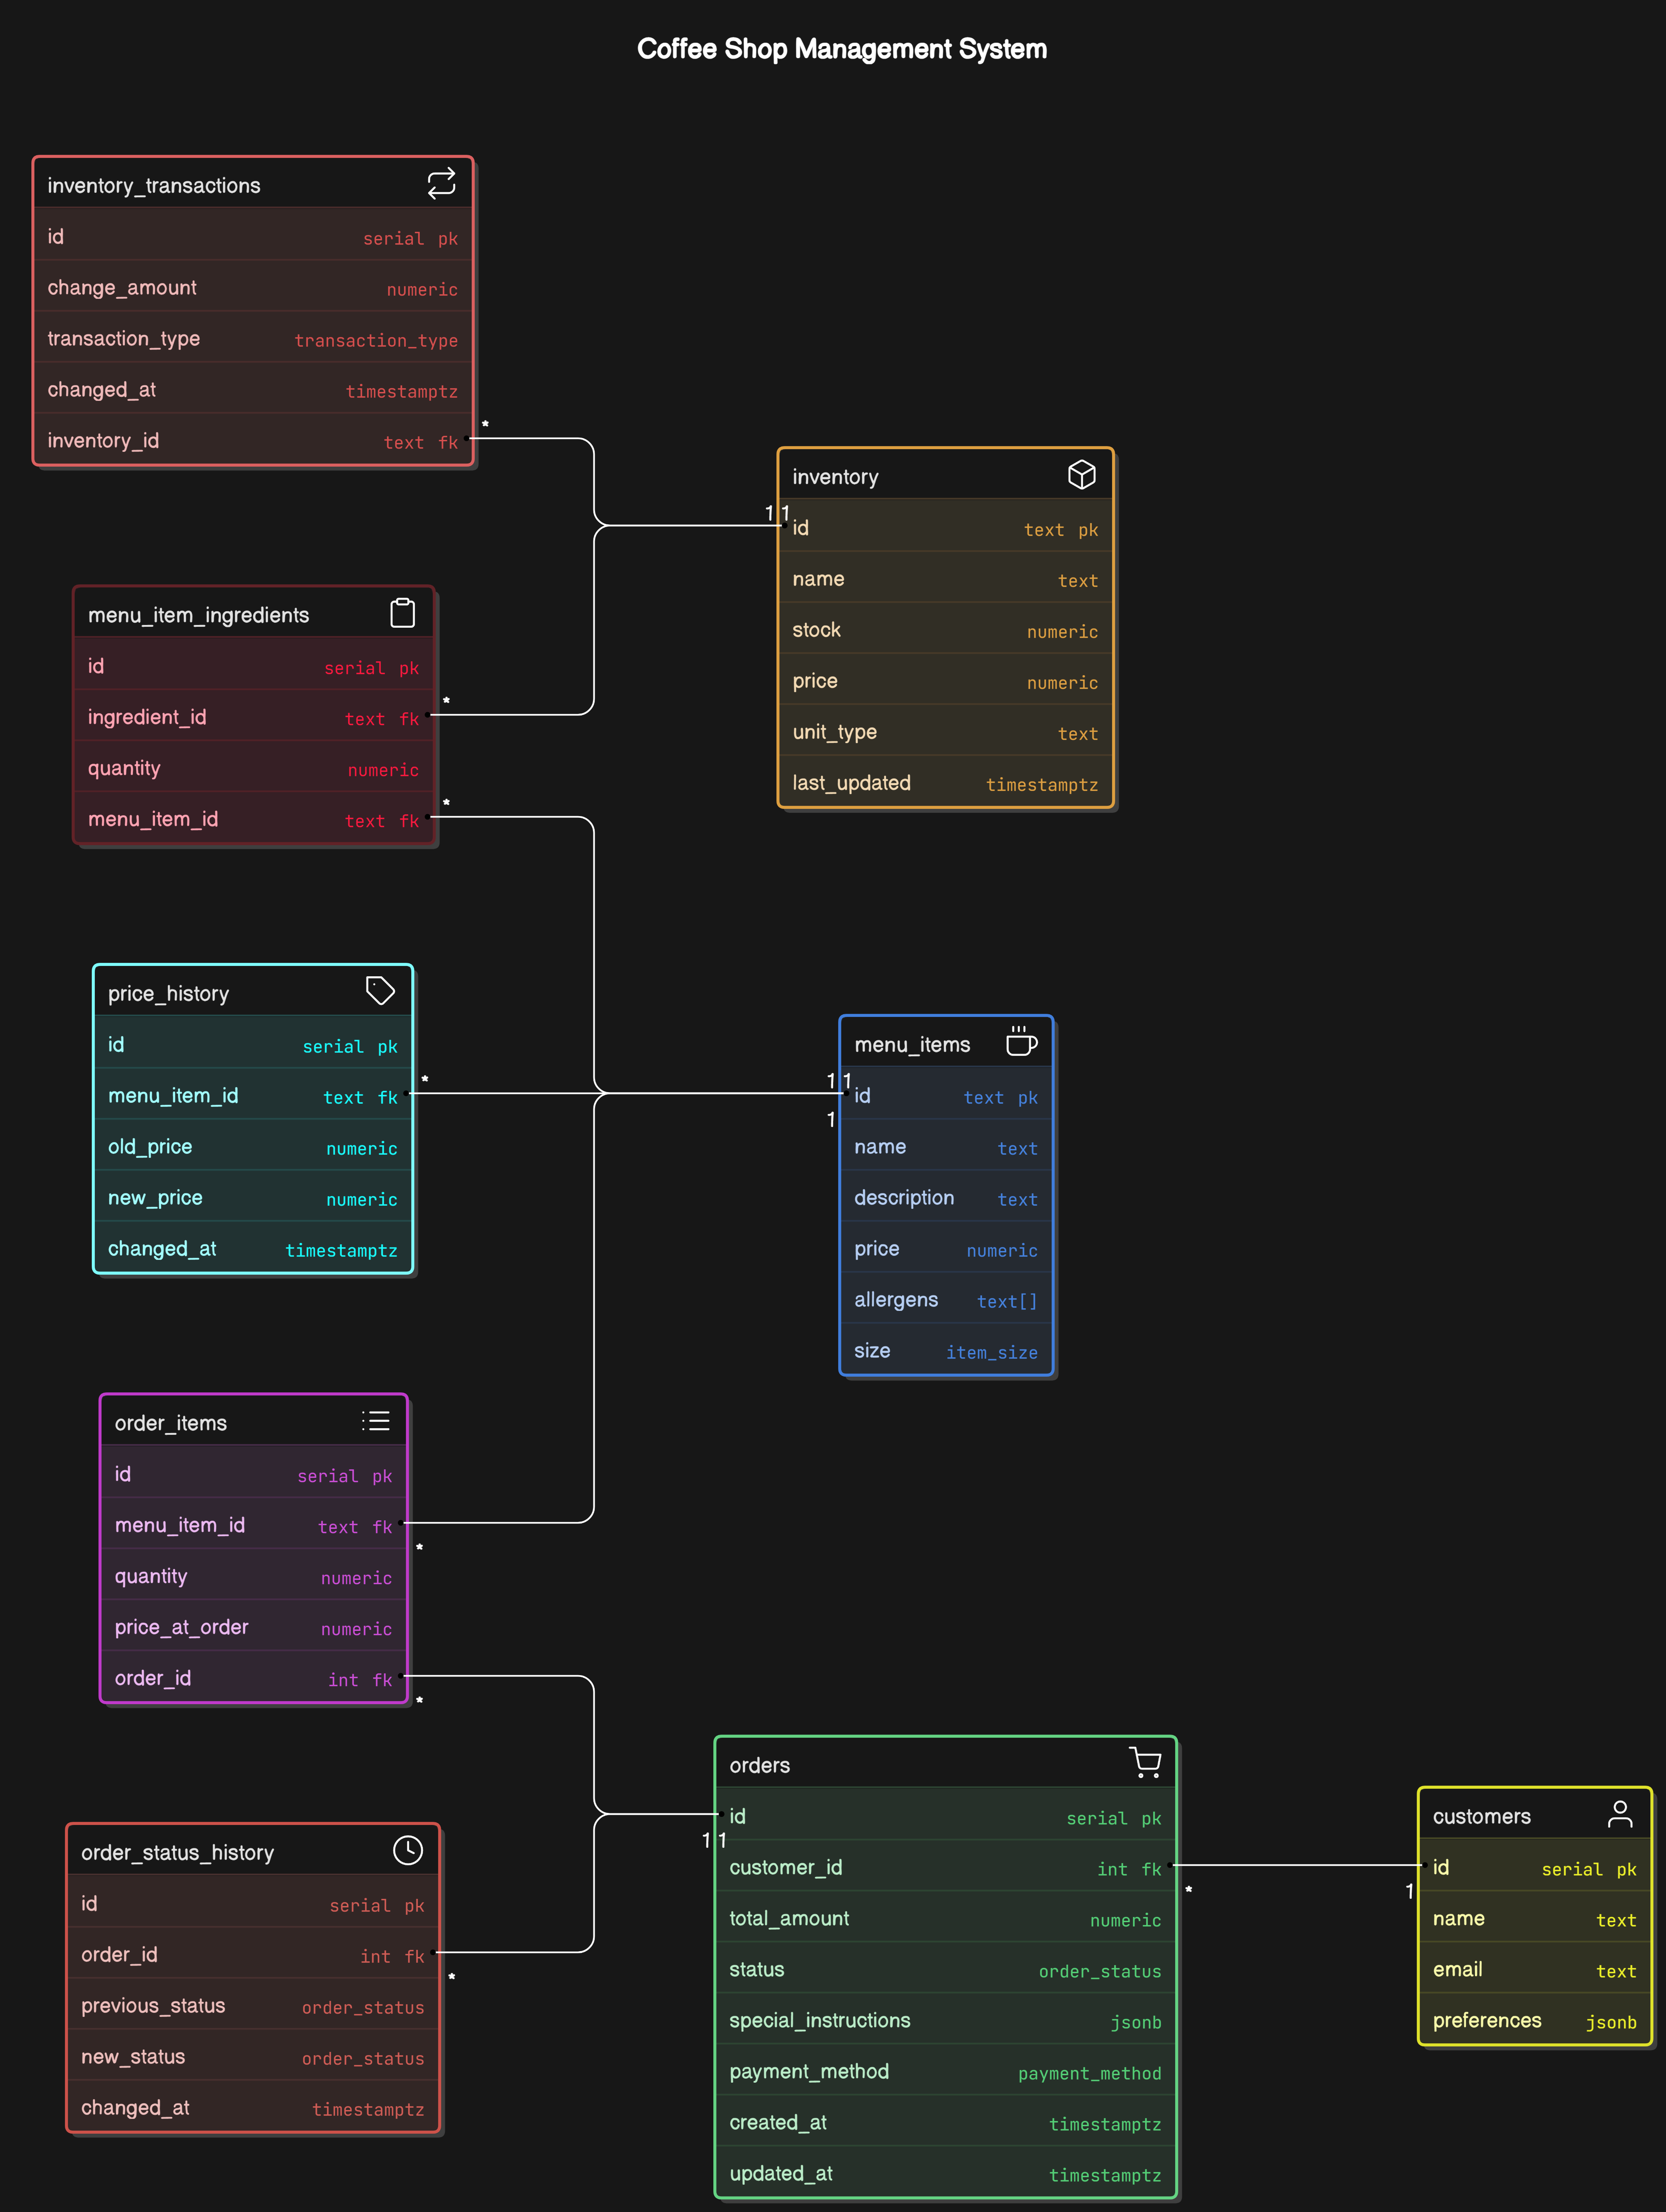 Coffee Shop Management System
inventory_transactions
id serial pk
change_amount numeric
transaction_type transaction_type
changed_at timestamptz
inventory_id text fk
*
inventory
1 1
id text pk
name text
stock numeric
price numeric
unit_type text
last_updated timestamptz
menu_item_ingredients
id serial pk
*
ingredient_id text fk
quantity numeric
*
menu_item_id text fk
price_history
id serial pk
*
menu_item_id text fk
old_price numeric
new_price numeric
changed_at timestamptz
menu_items
1 1
id text pk
1
name text
description text
price numeric
allergens text[]
size item_size
order_items
id serial pk
menu_item_id text fk
*
quantity numeric
price_at_order numeric
order_id int fk
*
orders
id serial pk
1 1
customer_id int fk
*
total_amount numeric
status order_status
special_instructions jsonb
payment_method payment_method
created_at timestamptz
updated_at timestamptz
customers
id serial pk
1
name text
email text
preferences jsonb
order_status_history
id serial pk
order_id int fk
*
previous_status order_status
new_status order_status
changed_at timestamptz